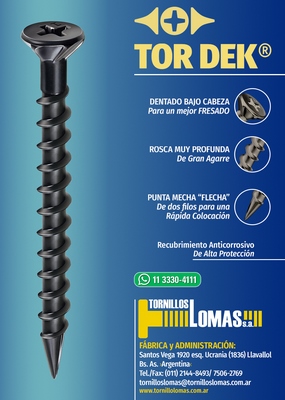 TOR DEK®
DENTADO BAJO CABEZA
Para un mejor FRESADO
ROSCA MUY PROFUNDA
De Gran Agarre
PUNTA MECHA "FLECHA"
De dos filos para una
Rápida Colocación
Recubrimiento Anticorrosivo
De Alta Protección
11 3330-4111
TORNILLOS
LOMAS S.A.
FÁBRICA y ADMINISTRACIÓN:
Santos Vega 1920 esq. Ucrania (1836) Llavallol
Bs. As. -Argentina-
Tel./Fax: (011) 2144-8493/ 7506-2769
tornilloslomas@tornilloslomas.com.ar
www.tornilloslomas.com.ar